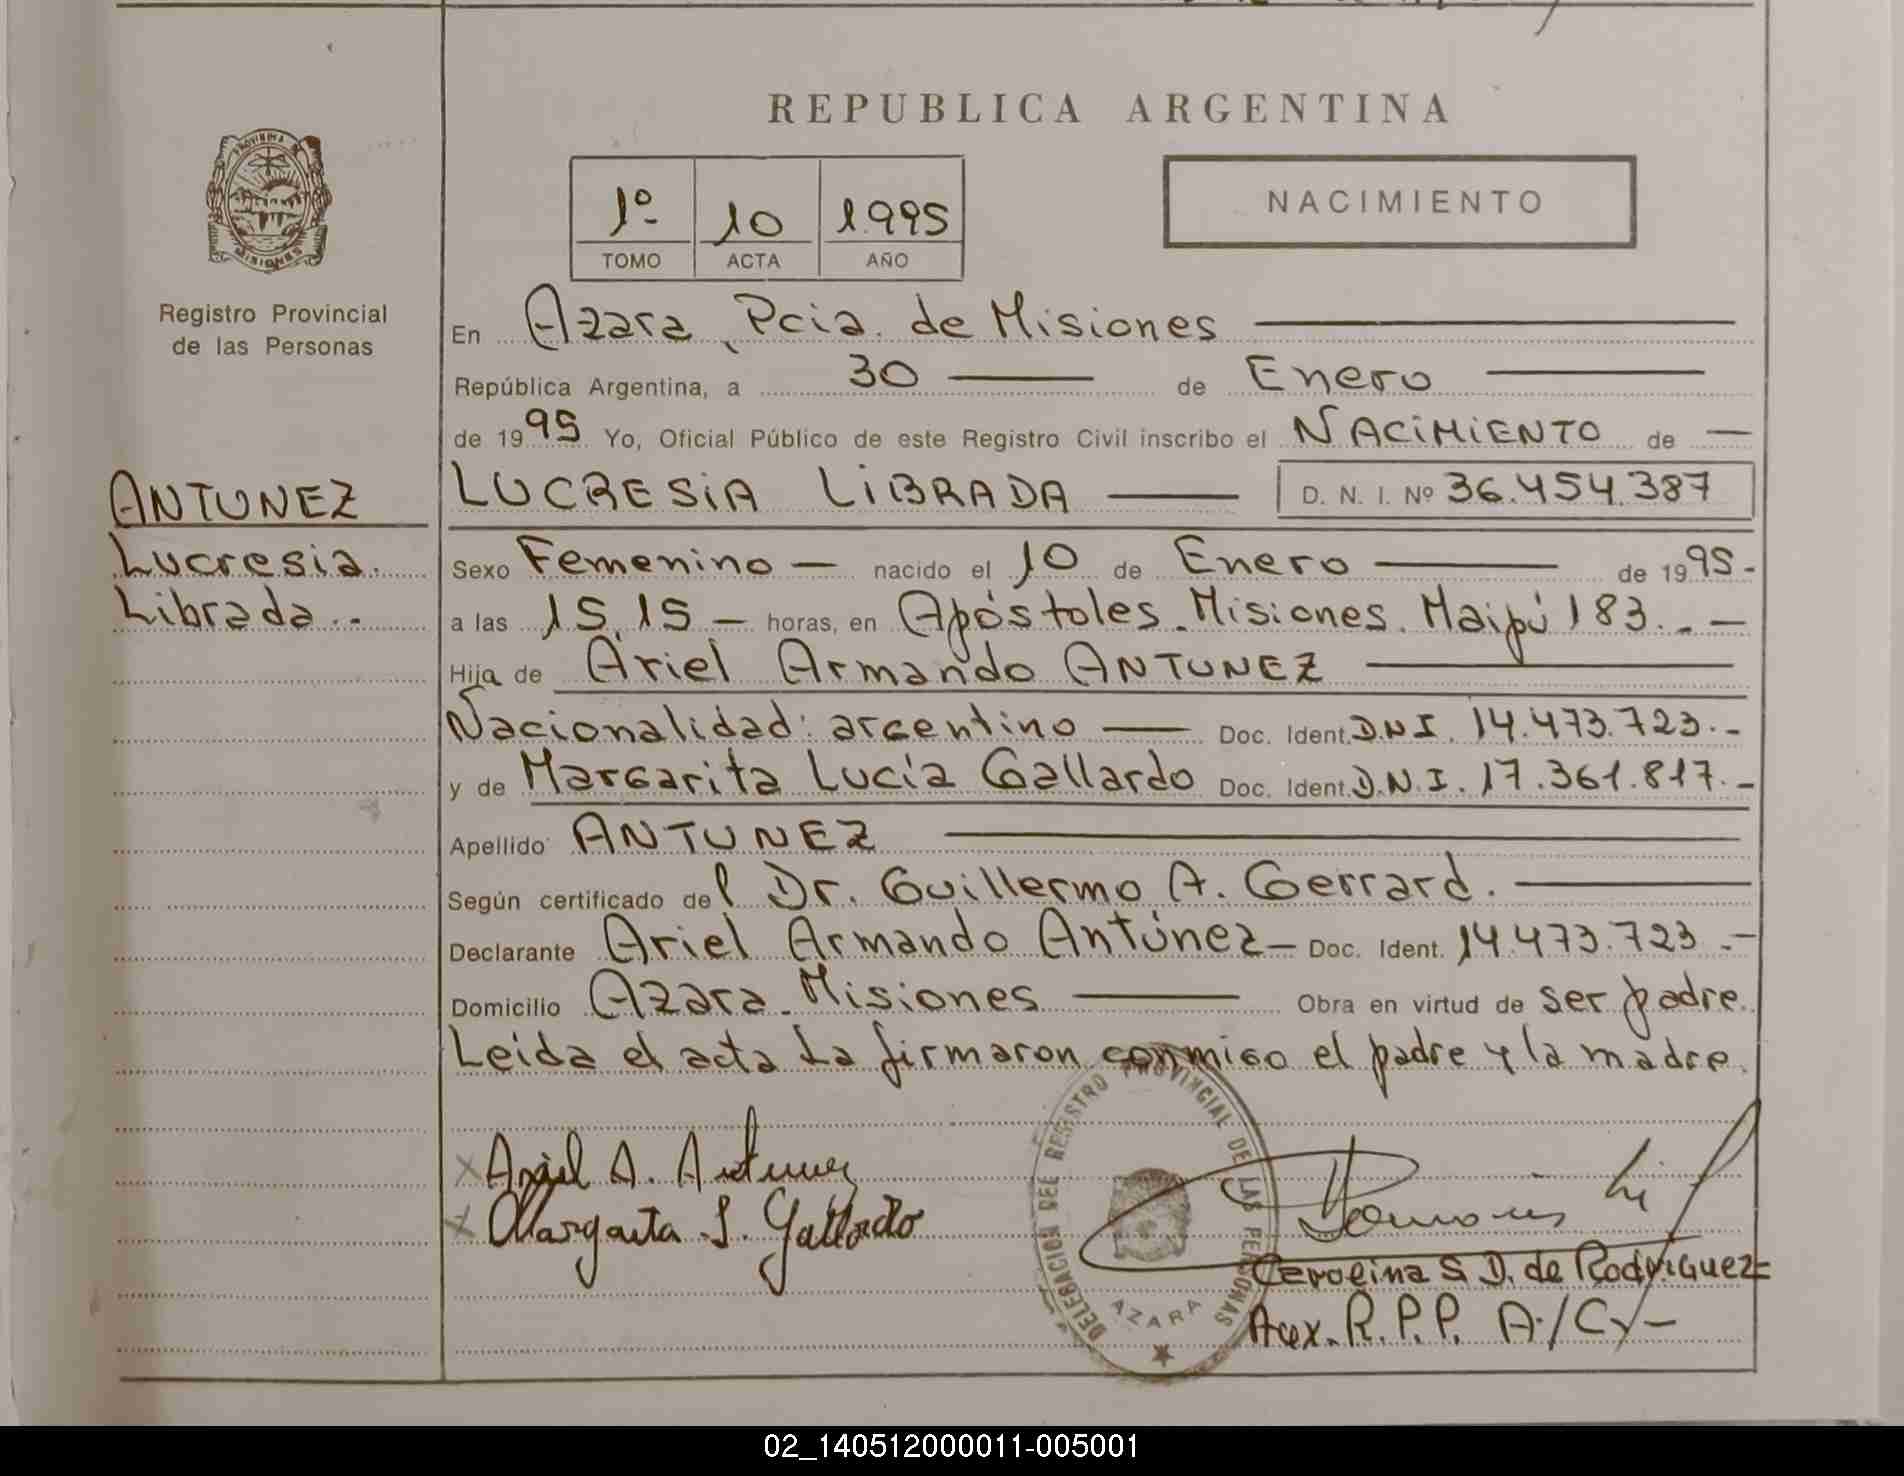 REPUBLICA ARGENTINA
PROVINCIA
MISIONES
Registro Provincial
de las Personas
1º 10 1995
TOMO ACTA AÑO
NACIMIENTO
En Azara, Pcia. de Misiones
República Argentina, a 30 de Enero
de 1995 Yo, Oficial Público de este Registro Civil inscribo el NACiMiENTO de
ANTUNEZ
Lucresia
Librada..
LUCRESiA LiBRADA D. N. I. Nº 36.454.387
Sexo Femenino nacido el 10 de Enero de 1995.-
a las 15,15 horas, en Apóstoles. Misiones. Maipú 183.-
Hija de Ariel Armando ANTUNEZ
Nacionalidad: argentino Doc. Ident. D.N.I. 14.473.723.-
y de Margarita Lucía Gallardo Doc. Ident. D.N.I. 17.361.817.-
Apellido ANTUNEZ
Según certificado del Dr. Guillermo A. Gerrard.
Declarante Ariel Armando Antúnez Doc. Ident. 14.473.723.-
Domicilio Azara. Misiones Obra en virtud de ser padre.
Leida el acta la firmaron conmigo el padre y la madre.
x Ariel A. Antunez
x Margarita L. Gallardo
DELEGACION DEL REGISTRO PROVINCIAL DE LAS PERSONAS
AZARA
Carolina S. D. de Rodriguez
Aux. R.P.P. A./C.-
02_140512000011-005001